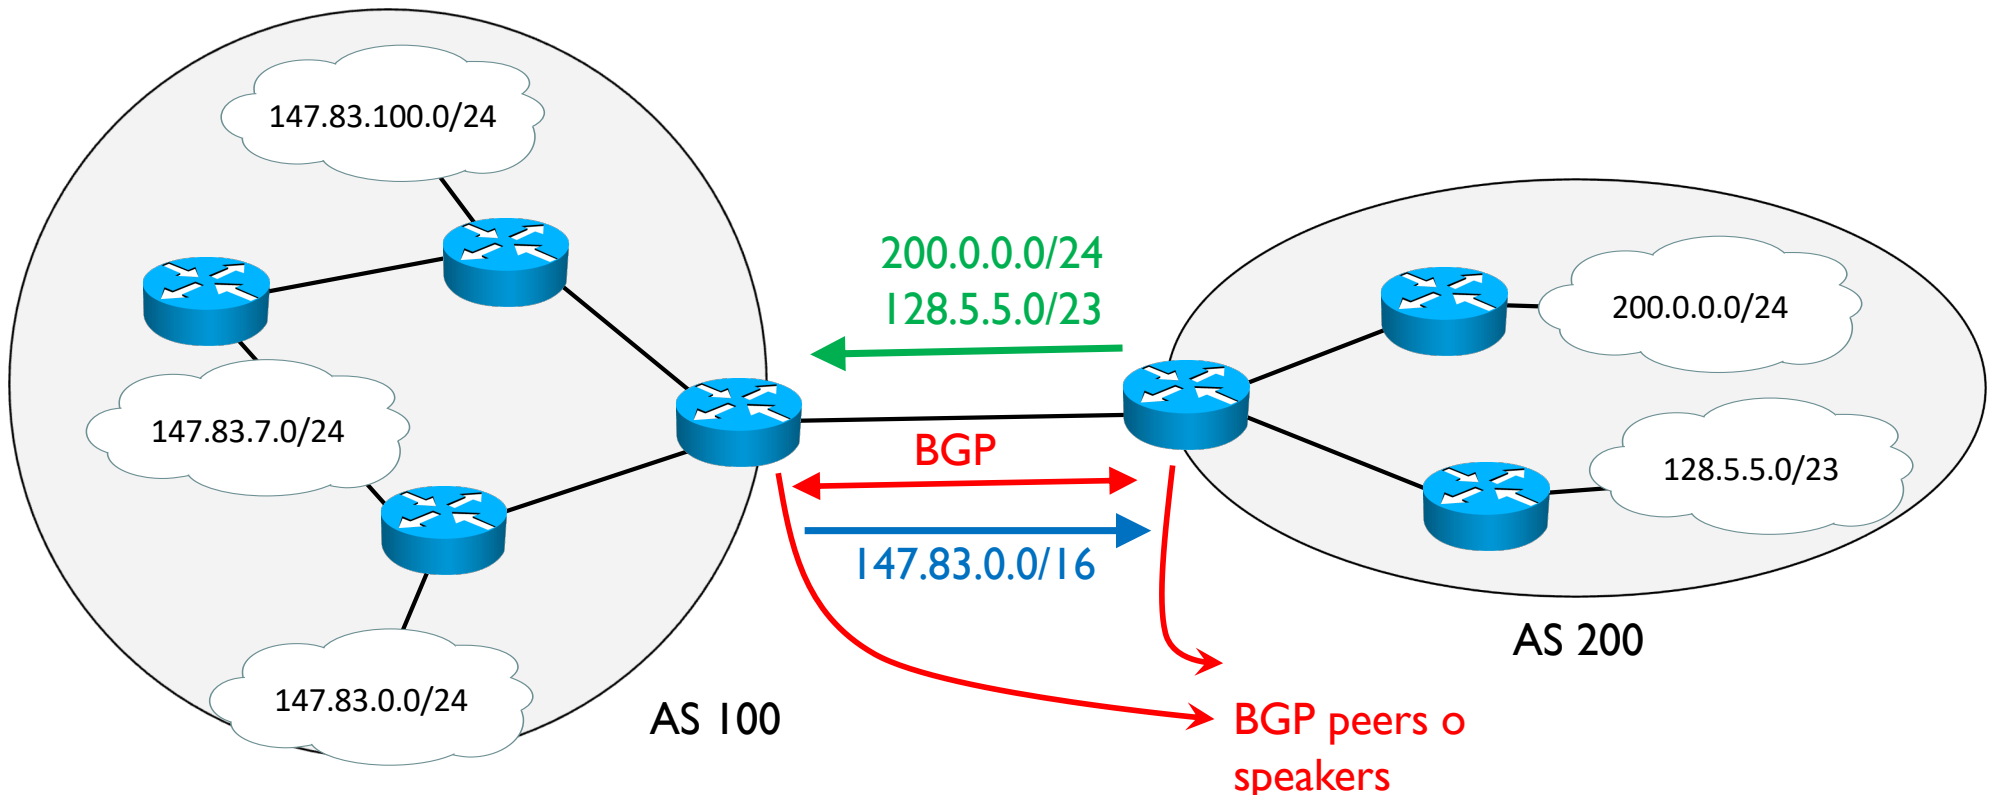 147.83.100.0/24
200.0.0.0/24
128.5.5.0/23
200.0.0.0/24
147.83.7.0/24
BGP
128.5.5.0/23
147.83.0.0/16
147.83.0.0/24
AS 100
AS 200
BGP peers o
speakers